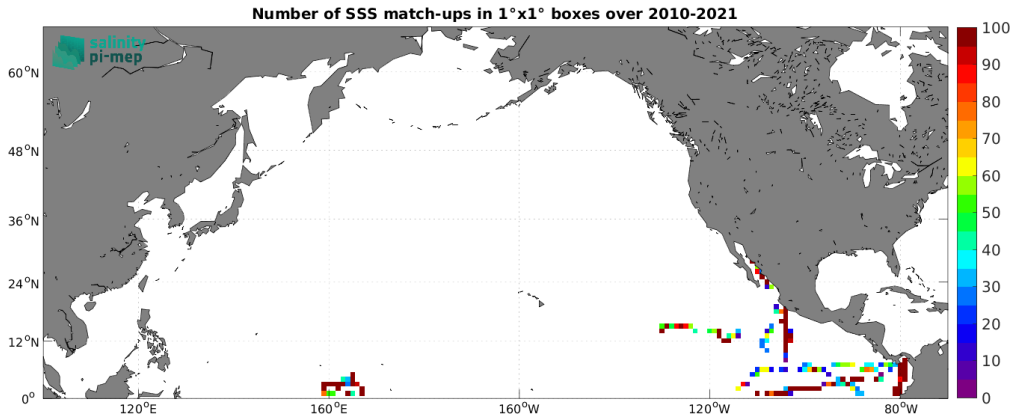 Number of SSS match-ups in 1°x1° boxes over 2010-2021
salinity
pi-mep
60°N
48°N
36°N
24°N
12°N
0°
120°E
160°E
160°W
120°W
80°W
100
90
80
70
60
50
40
30
20
10
0